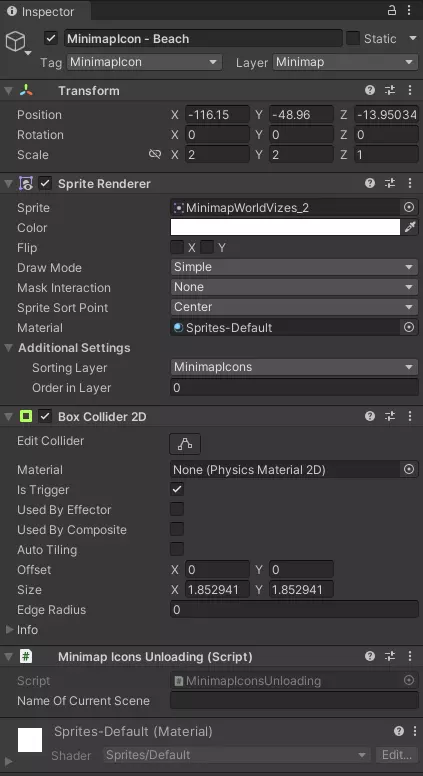 Inspector
MinimapIcon - Beach Static
Tag MinimapIcon Layer Minimap
Transform
Position X -116.15 Y -48.96 Z -13.95034
Rotation X 0 Y 0 Z 0
Scale X 2 Y 2 Z 1
Sprite Renderer
Sprite MinimapWorldVizes_2
Color
Flip X Y
Draw Mode Simple
Mask Interaction None
Sprite Sort Point Center
Material Sprites-Default
Additional Settings
Sorting Layer MinimapIcons
Order in Layer 0
Box Collider 2D
Edit Collider
Material None (Physics Material 2D)
Is Trigger
Used By Effector
Used By Composite
Auto Tiling
Offset X 0 Y 0
Size X 1.852941 Y 1.852941
Edge Radius 0
Info
# Minimap Icons Unloading (Script)
Script MinimapIconsUnloading
Name Of Current Scene
Sprites-Default (Material)
Shader Sprites/Default Edit...